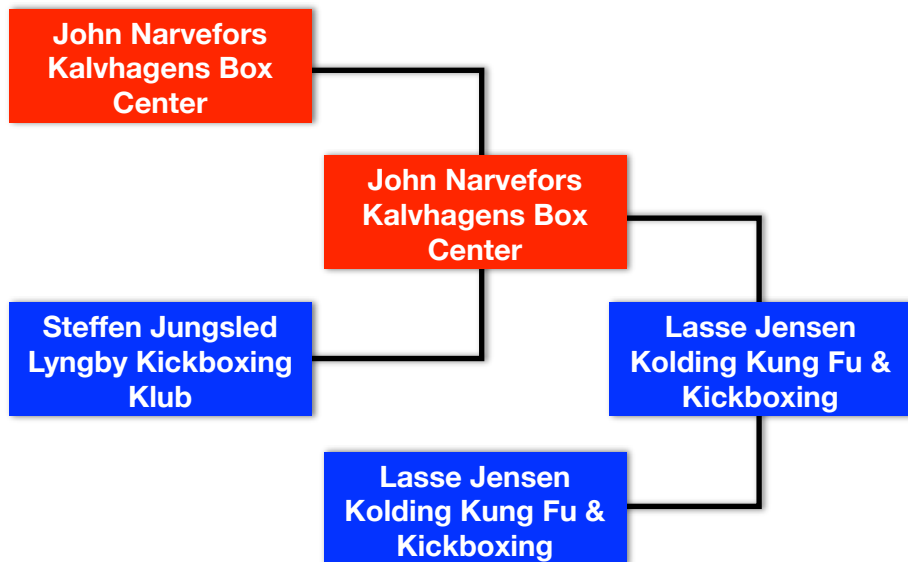 John Narvefors
Kalvhagens Box
Center
John Narvefors
Kalvhagens Box
Center
Steffen Jungsled
Lyngby Kickboxing
Klub
Lasse Jensen
Kolding Kung Fu &
Kickboxing
Lasse Jensen
Kolding Kung Fu &
Kickboxing